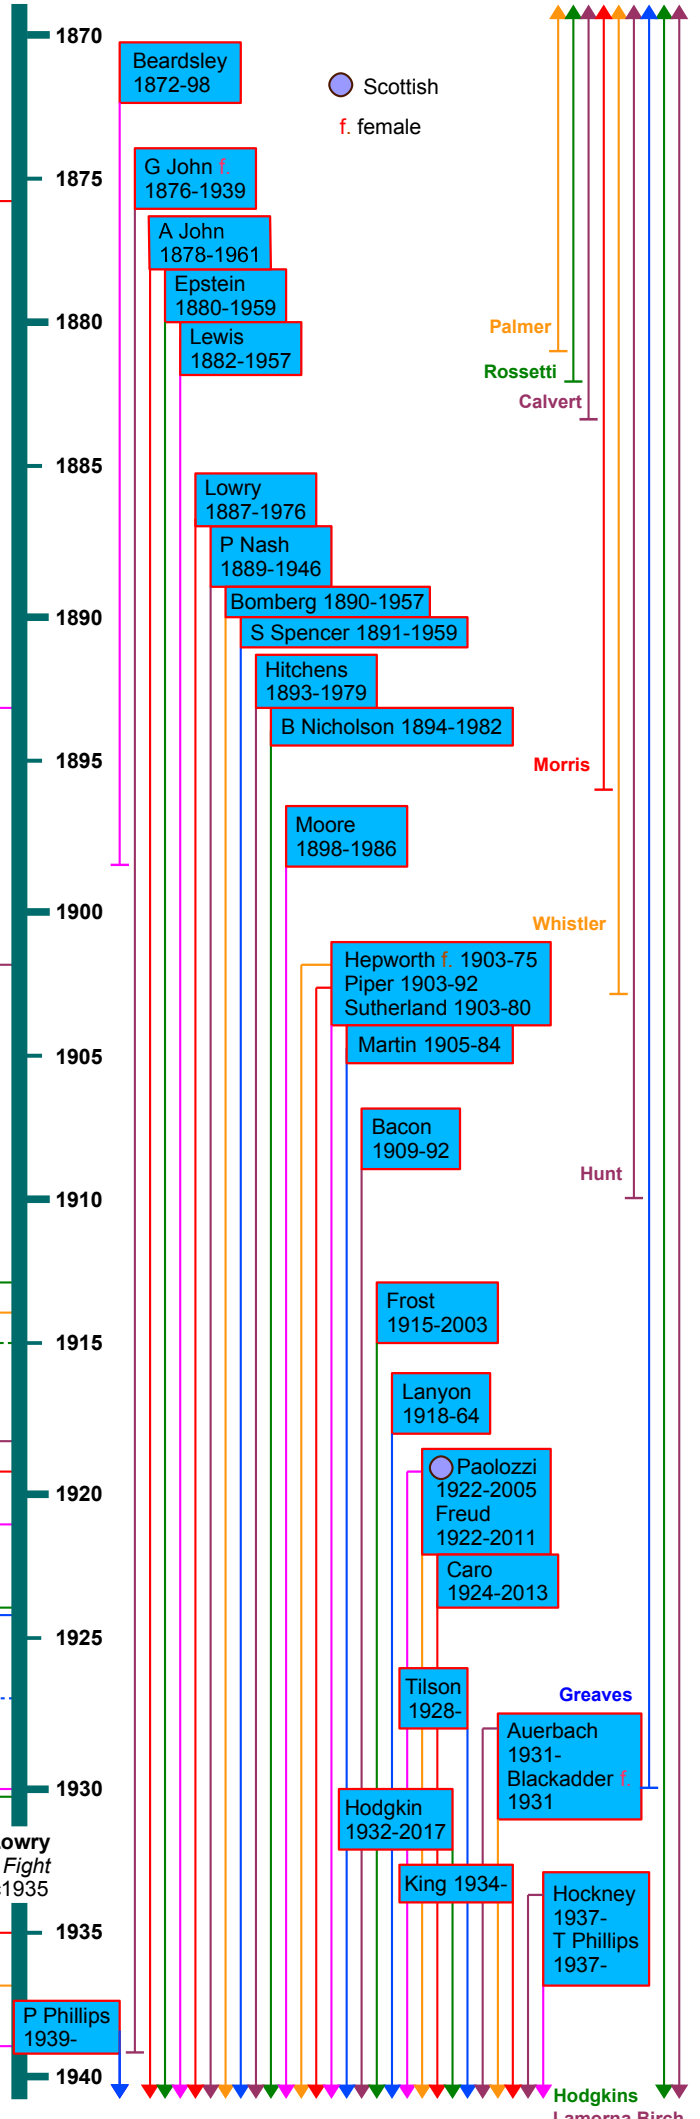 1870
Beardsley
1872-98
Scottish
f. female
G John f.
1876-1939
1875
A John
1878-1961
Epstein
1880-1959
1880
Palmer
Lewis
1882-1957
Rossetti
Calvert
1885
Lowry
1887-1976
P Nash
1889-1946
Bomberg 1890-1957
1890
S Spencer 1891-1959
Hitchens
1893-1979
B Nicholson 1894-1982
1895
Morris
Moore
1898-1986
1900
Whistler
Hepworth f. 1903-75
Piper 1903-92
Sutherland 1903-80
Martin 1905-84
1905
Bacon
1909-92
Hunt
1910
Frost
1915-2003
1915
Lanyon
1918-64
Paolozzi
1922-2005
Freud
1922-2011
1920
Caro
1924-2013
1925
Tilson
1928-
Greaves
Auerbach
1931-
Blackadder f.
1931
1930
Hodgkin
1932-2017
owry
Fight
1935
King 1934-
Hockney
1937-
T Phillips
1937-
1935
P Phillips
1939-
1940
Hodgkins
Lamorna Birch